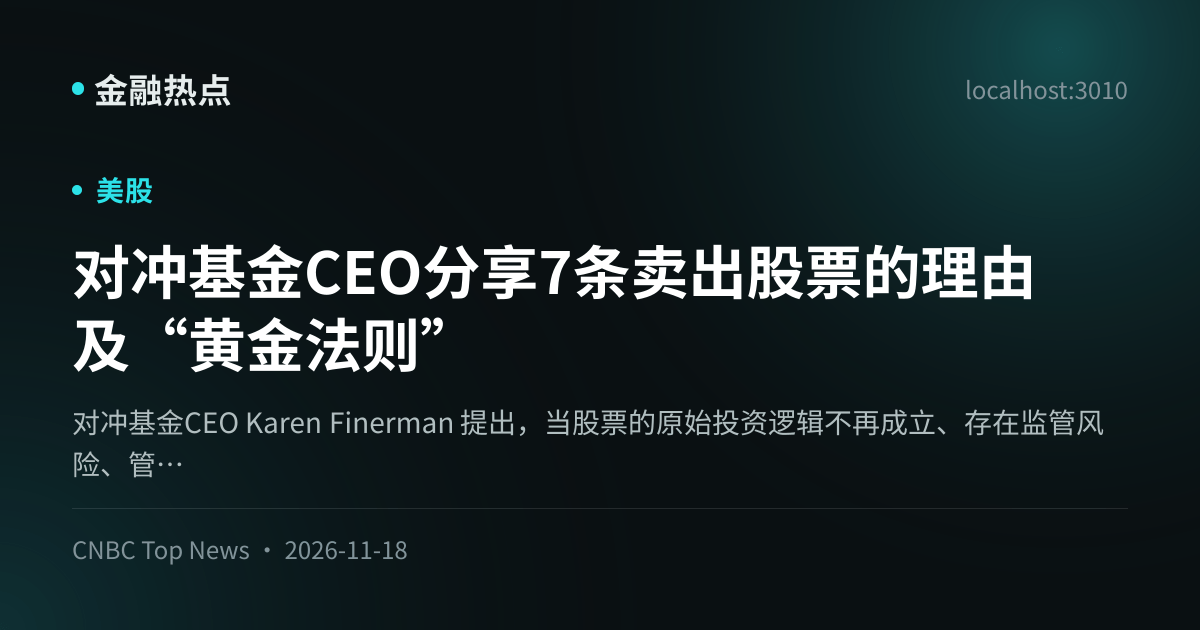 金融热点
localhost:3010
美股
对冲基金CEO分享7条卖出股票的理由
及“黄金法则”
对冲基金CEO Karen Finerman 提出，当股票的原始投资逻辑不再成立、存在监管风
险、管…
CNBC Top News · 2026-11-18